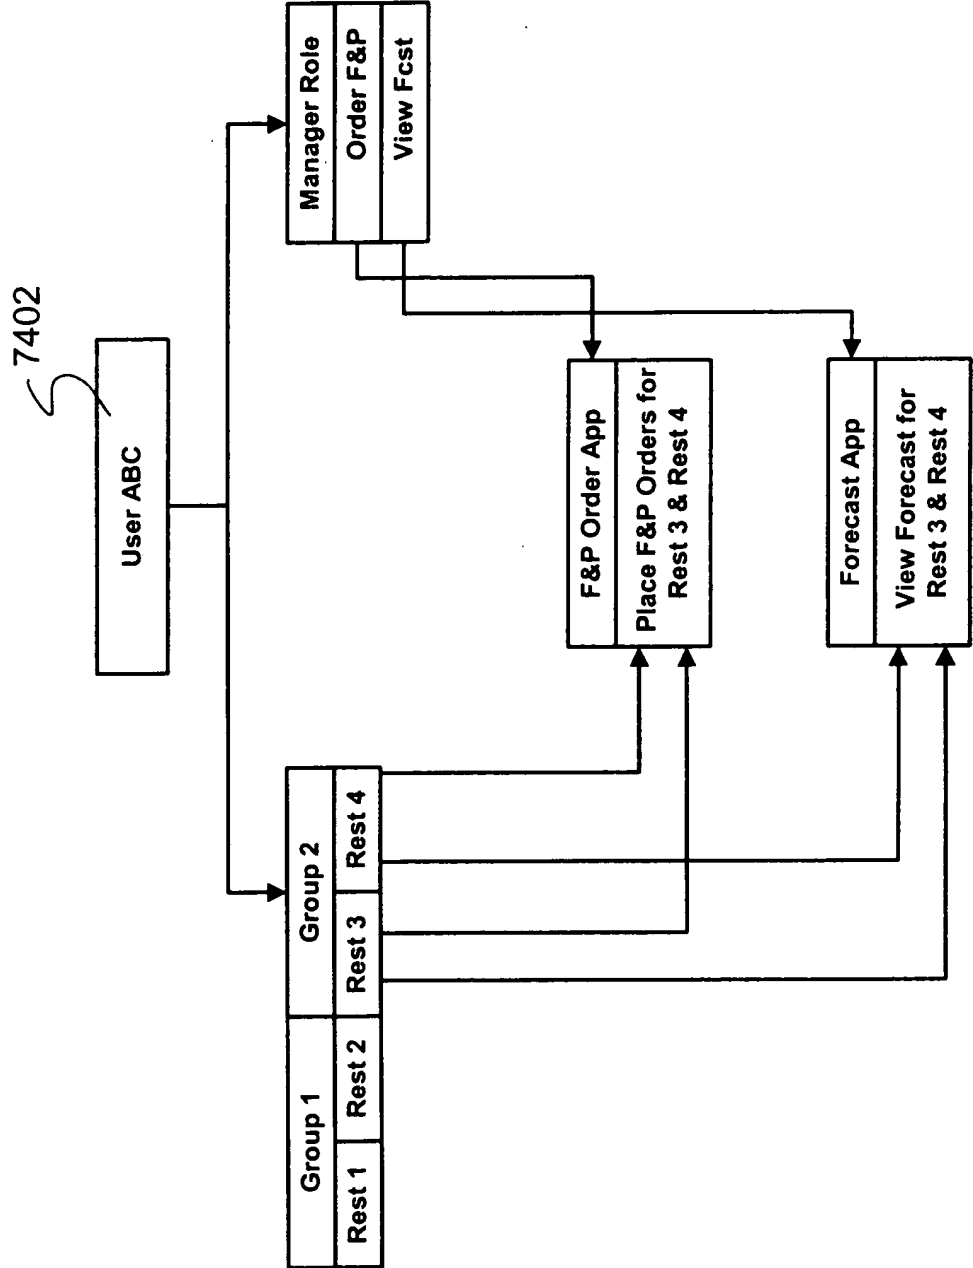 7402
User ABC
Group 1
Group 2
Rest 1
Rest 2
Rest 3
Rest 4
Manager Role
Order F&P
View Fcst
F&P Order App
Place F&P Orders for
Rest 3 & Rest 4
Forecast App
View Forecast for
Rest 3 & Rest 4